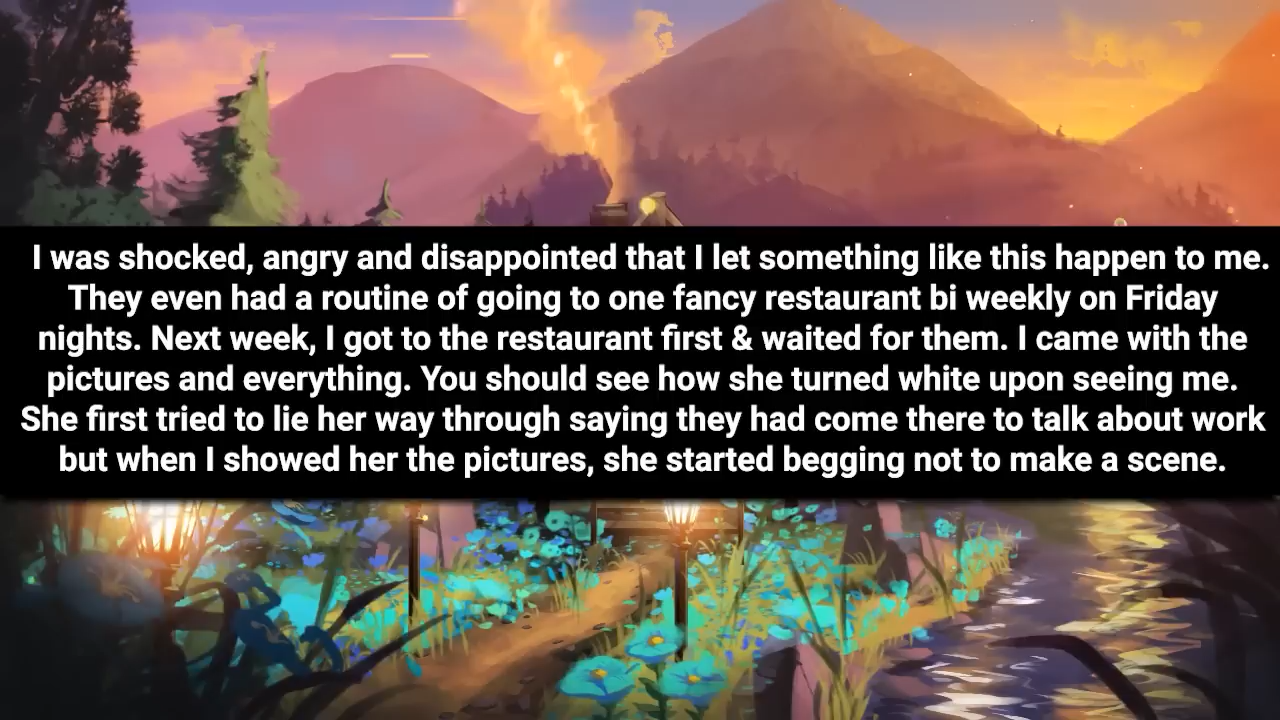 I was shocked, angry and disappointed that I let something like this happen to me.
They even had a routine of going to one fancy restaurant bi weekly on Friday
nights. Next week, I got to the restaurant first & waited for them. I came with the
pictures and everything. You should see how she turned white upon seeing me.
She first tried to lie her way through saying they had come there to talk about work
but when I showed her the pictures, she started begging not to make a scene.